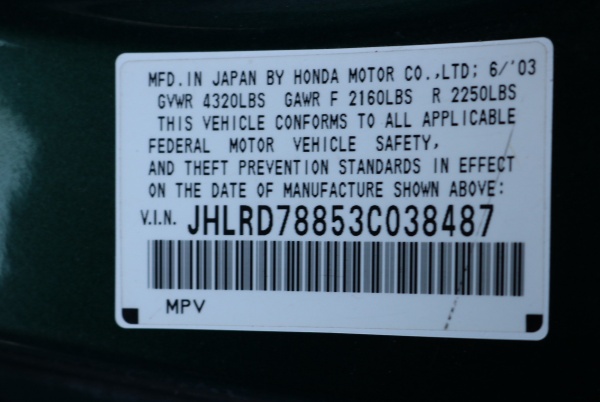 MFD.IN JAPAN BY HONDA MOTOR CO.,LTD; 6/'03
GVWR 4320LBS GAWR F 2160LBS R 2250LBS
THIS VEHICLE CONFORMS TO ALL APPLICABLE
FEDERAL MOTOR VEHICLE SAFETY,
AND THEFT PREVENTION STANDARDS IN EFFECT
ON THE DATE OF MANUFACTURE SHOWN ABOVE:
V.I.N. JHLRD78853C038487
MPV